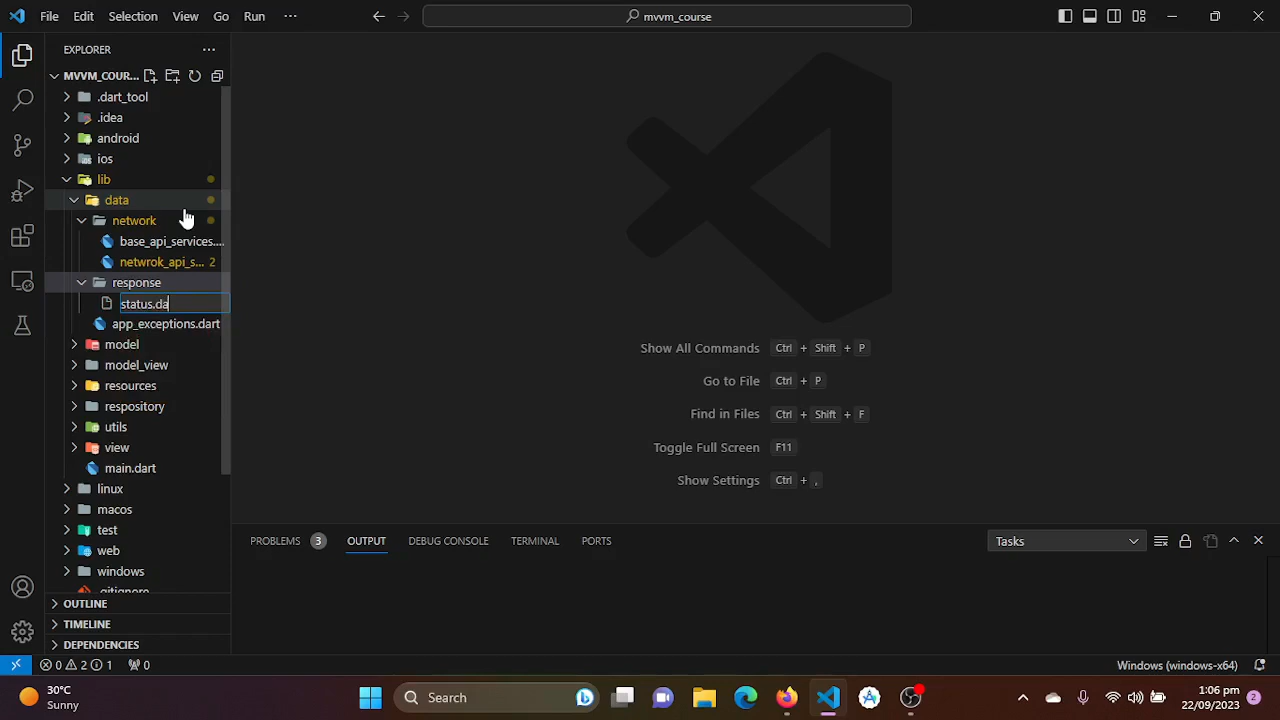 File Edit Selection View Go Run ···
mvvm_course
EXPLORER
MVVM_COUR...
.dart_tool
.idea
android
ios
lib
data
network
base_api_services....
netwrok_api_s... 2
response
status.da
app_exceptions.dart
model
model_view
resources
respository
utils
view
main.dart
linux
macos
test
web
windows
.gitignore
OUTLINE
TIMELINE
DEPENDENCIES
Show All Commands Ctrl + Shift + P
Go to File Ctrl + P
Find in Files Ctrl + Shift + F
Toggle Full Screen F11
Show Settings Ctrl + ,
PROBLEMS 3 OUTPUT DEBUG CONSOLE TERMINAL PORTS
Tasks
0 2 1 0
Windows (windows-x64)
30°C
Sunny
Search
1:06 pm
22/09/2023
2